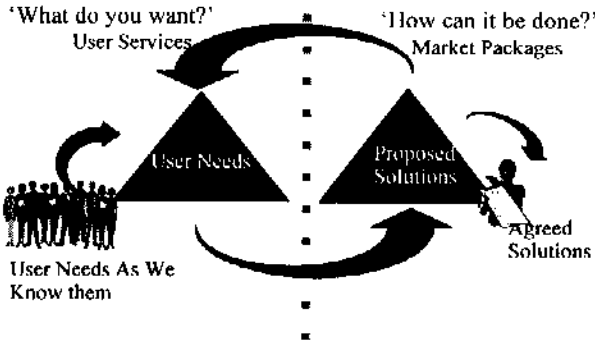 ‘What do you want?’
User Services
‘How can it be done?’
Market Packages
User Needs
Proposed
Solutions
User Needs As We
Know them
Agreed
Solutions